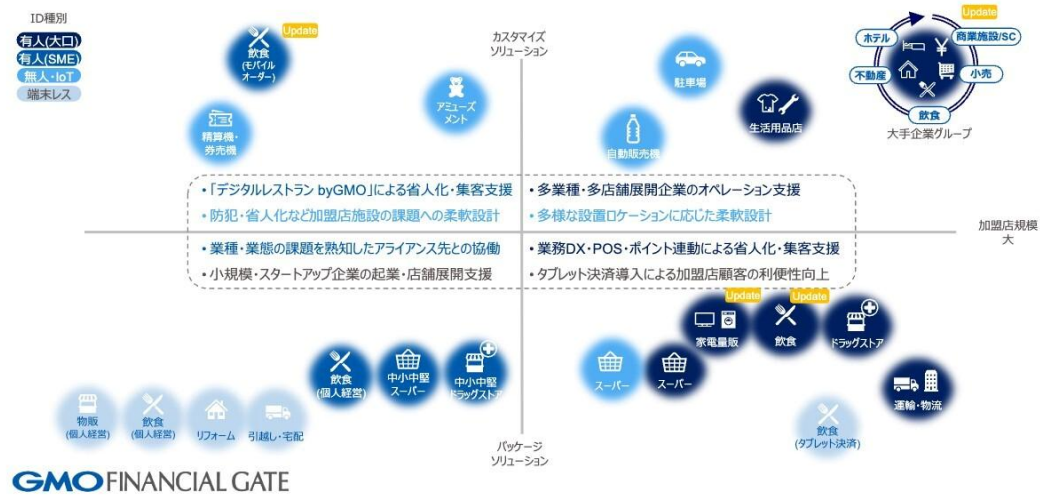 ID種別
有人(大口)
有人(SME)
無人・IoT
端末レス
Update
飲食
(モバイル
オーダー)
精算機・
券売機
アミューズ
メント
カスタマイズ
ソリューション
駐車場
自動販売機
生活用品店
Update
ホテル
商業施設/SC
不動産
小売
飲食
大手企業グループ
・「デジタルレストラン byGMO」による省人化・集客支援
・防犯・省人化など加盟店施設の課題への柔軟設計
・多業種・多店舗展開企業のオペレーション支援
・多様な設置ロケーションに応じた柔軟設計
加盟店規模
大
・業種・業態の課題を熟知したアライアンス先との協働
・小規模・スタートアップ企業の起業・店舗展開支援
・業務DX・POS・ポイント連動による省人化・集客支援
・タブレット決済導入による加盟店顧客の利便性向上
Update
Update
家電量販
飲食
ドラッグストア
飲食
(個人経営)
中小中堅
スーパー
中小中堅
ドラッグストア
スーパー
スーパー
運輸・物流
物販
(個人経営)
飲食
(個人経営)
リフォーム
引越し・宅配
飲食
(タブレット決済)
パッケージ
ソリューション
GMO FINANCIAL GATE